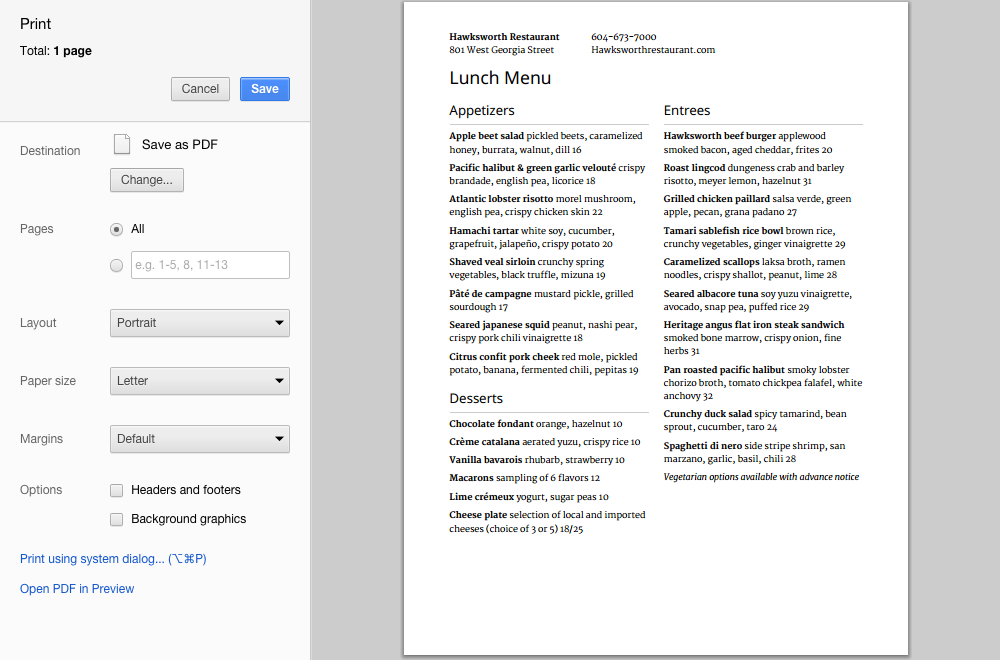 Print
Total: 1 page
Cancel
Save
Destination
Save as PDF
Change...
Pages
All
e.g. 1-5, 8, 11-13
Layout
Portrait
Paper size
Letter
Margins
Default
Options
Headers and footers
Background graphics
Print using system dialog... (⌥⌘P)
Open PDF in Preview
Hawksworth Restaurant
801 West Georgia Street
604-673-7000
Hawksworthrestaurant.com
Lunch Menu
Appetizers
Apple beet salad pickled beets, caramelized
honey, burrata, walnut, dill 16
Pacific halibut & green garlic velouté crispy
brandade, english pea, licorice 18
Atlantic lobster risotto morel mushroom,
english pea, crispy chicken skin 22
Hamachi tartar white soy, cucumber,
grapefruit, jalapeño, crispy potato 20
Shaved veal sirloin crunchy spring
vegetables, black truffle, mizuna 19
Pâté de campagne mustard pickle, grilled
sourdough 17
Seared japanese squid peanut, nashi pear,
crispy pork chili vinaigrette 18
Citrus confit pork cheek red mole, pickled
potato, banana, fermented chili, pepitas 19
Desserts
Chocolate fondant orange, hazelnut 10
Crème catalana aerated yuzu, crispy rice 10
Vanilla bavarois rhubarb, strawberry 10
Macarons sampling of 6 flavors 12
Lime crémeux yogurt, sugar peas 10
Cheese plate selection of local and imported
cheeses (choice of 3 or 5) 18/25
Entrees
Hawksworth beef burger applewood
smoked bacon, aged cheddar, frites 20
Roast lingcod dungeness crab and barley
risotto, meyer lemon, hazelnut 31
Grilled chicken paillard salsa verde, green
apple, pecan, grana padano 27
Tamari sablefish rice bowl brown rice,
crunchy vegetables, ginger vinaigrette 29
Caramelized scallops laksa broth, ramen
noodles, crispy shallot, peanut, lime 28
Seared albacore tuna soy yuzu vinaigrette,
avocado, snap pea, puffed rice 29
Heritage angus flat iron steak sandwich
smoked bone marrow, crispy onion, fine
herbs 31
Pan roasted pacific halibut smoky lobster
chorizo broth, tomato chickpea falafel, white
anchovy 32
Crunchy duck salad spicy tamarind, bean
sprout, cucumber, taro 24
Spaghetti di nero side stripe shrimp, san
marzano, garlic, basil, chili 28
Vegetarian options available with advance notice